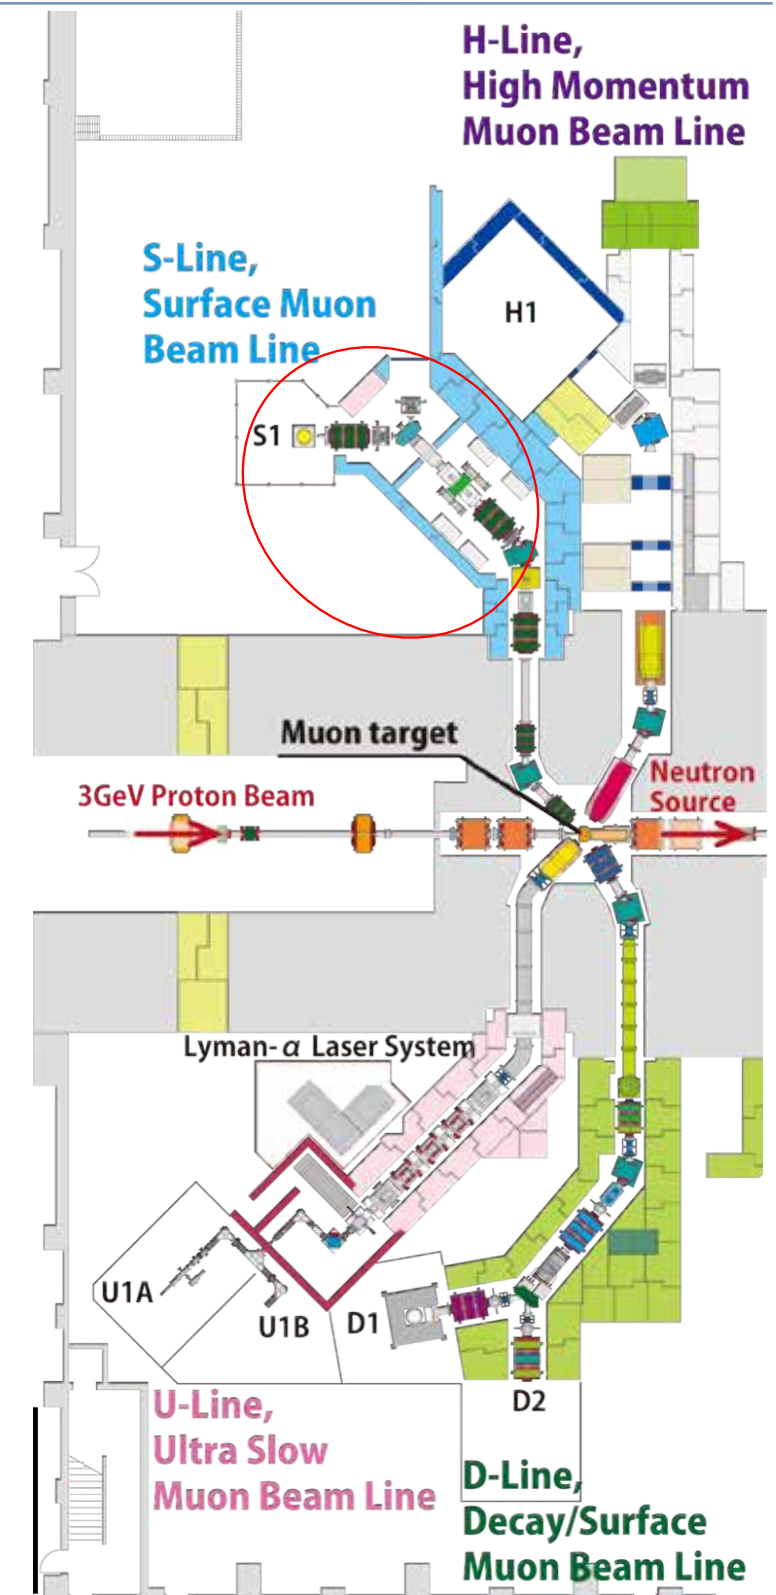 H-Line,
High Momentum
Muon Beam Line
S-Line,
Surface Muon
Beam Line
H1
S1
Muon target
3GeV Proton Beam
Neutron
Source
Lyman-α Laser System
U1A
U1B
D1
D2
U-Line,
Ultra Slow
Muon Beam Line
D-Line,
Decay/Surface
Muon Beam Line